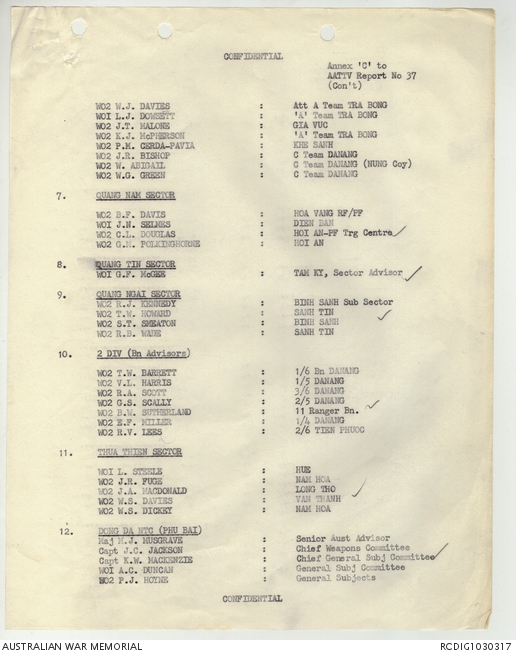 CONFIDENTIAL
Annex 'C' to
AATTV Report No 37
(Con't)
WO2 W.J. DAVIES : Att A Team TRA BONG
WO1 L.J. DOWSETT : 'A' Team TRA BONG
WO2 J.T. MALONE : GIA VUC
WO2 K.J. McPHERSON : 'A' Team TRA BONG
WO2 P.M. CERDA-PAVIA : KHE SANH
WO2 J.R. BISHOP : C Team DANANG
WO2 W. ABIGAIL : C Team DANANG (NUNG Coy)
WO2 W.G. GREEN : C Team DANANG
7. QUANG NAM SECTOR
WO2 B.F. DAVIS : HOA VANG RF/PF
WO1 J.N. SELMES : DIEN BAN
WO2 C.L. DOUGLAS : HOI AN-PF Trg Centre
WO2 G.M. POLKINGHORNE : HOI AN
8. QUANG TIN SECTOR
WO1 G.F. McGEE : TAM KY, Sector Advisor
9. QUANG NGAI SECTOR
WO2 R.J. KENNEDY : BINH SANH Sub Sector
WO2 T.W. HOWARD : SANH TIN
WO2 S.T. SMEATON : BINH SANH
WO2 R.B. WADE : SANH TIN
10. 2 DIV (Bn Advisors)
WO2 T.W. BARRETT : 1/6 Bn DANANG
WO2 V.L. HARRIS : 1/5 DANANG
WO2 R.A. SCOTT : 3/6 DANANG
WO2 G.S. SCALLY : 2/5 DANANG
WO2 B.W. SUTHERLAND : 11 Ranger Bn.
WO2 E.F. MILLER : 1/4 DANANG
WO2 R.V. LEES : 2/6 TIEN PHUOC
11. THUA THIEN SECTOR
WO1 L. STEELE : HUE
WO2 J.R. FUGE : NAM HOA
WO2 J.A. MACDONALD : LONG THO
WO2 W.S. DAVIES : VAN THANH
WO2 W.S. DICKEY : NAM HOA
12. DONG DA NTC (PHU BAI)
Maj M.J. MUSGRAVE : Senior Aust Advisor
Capt J.C. JACKSON : Chief Weapons Committee
Capt K.W. MACKENZIE : Chief General Subj Committee
WO1 A.C. DUNCAN : General Subj Committee
WO2 P.J. HOYNE : General Subjects
CONFIDENTIAL
AUSTRALIAN WAR MEMORIAL
RCDIG1030317